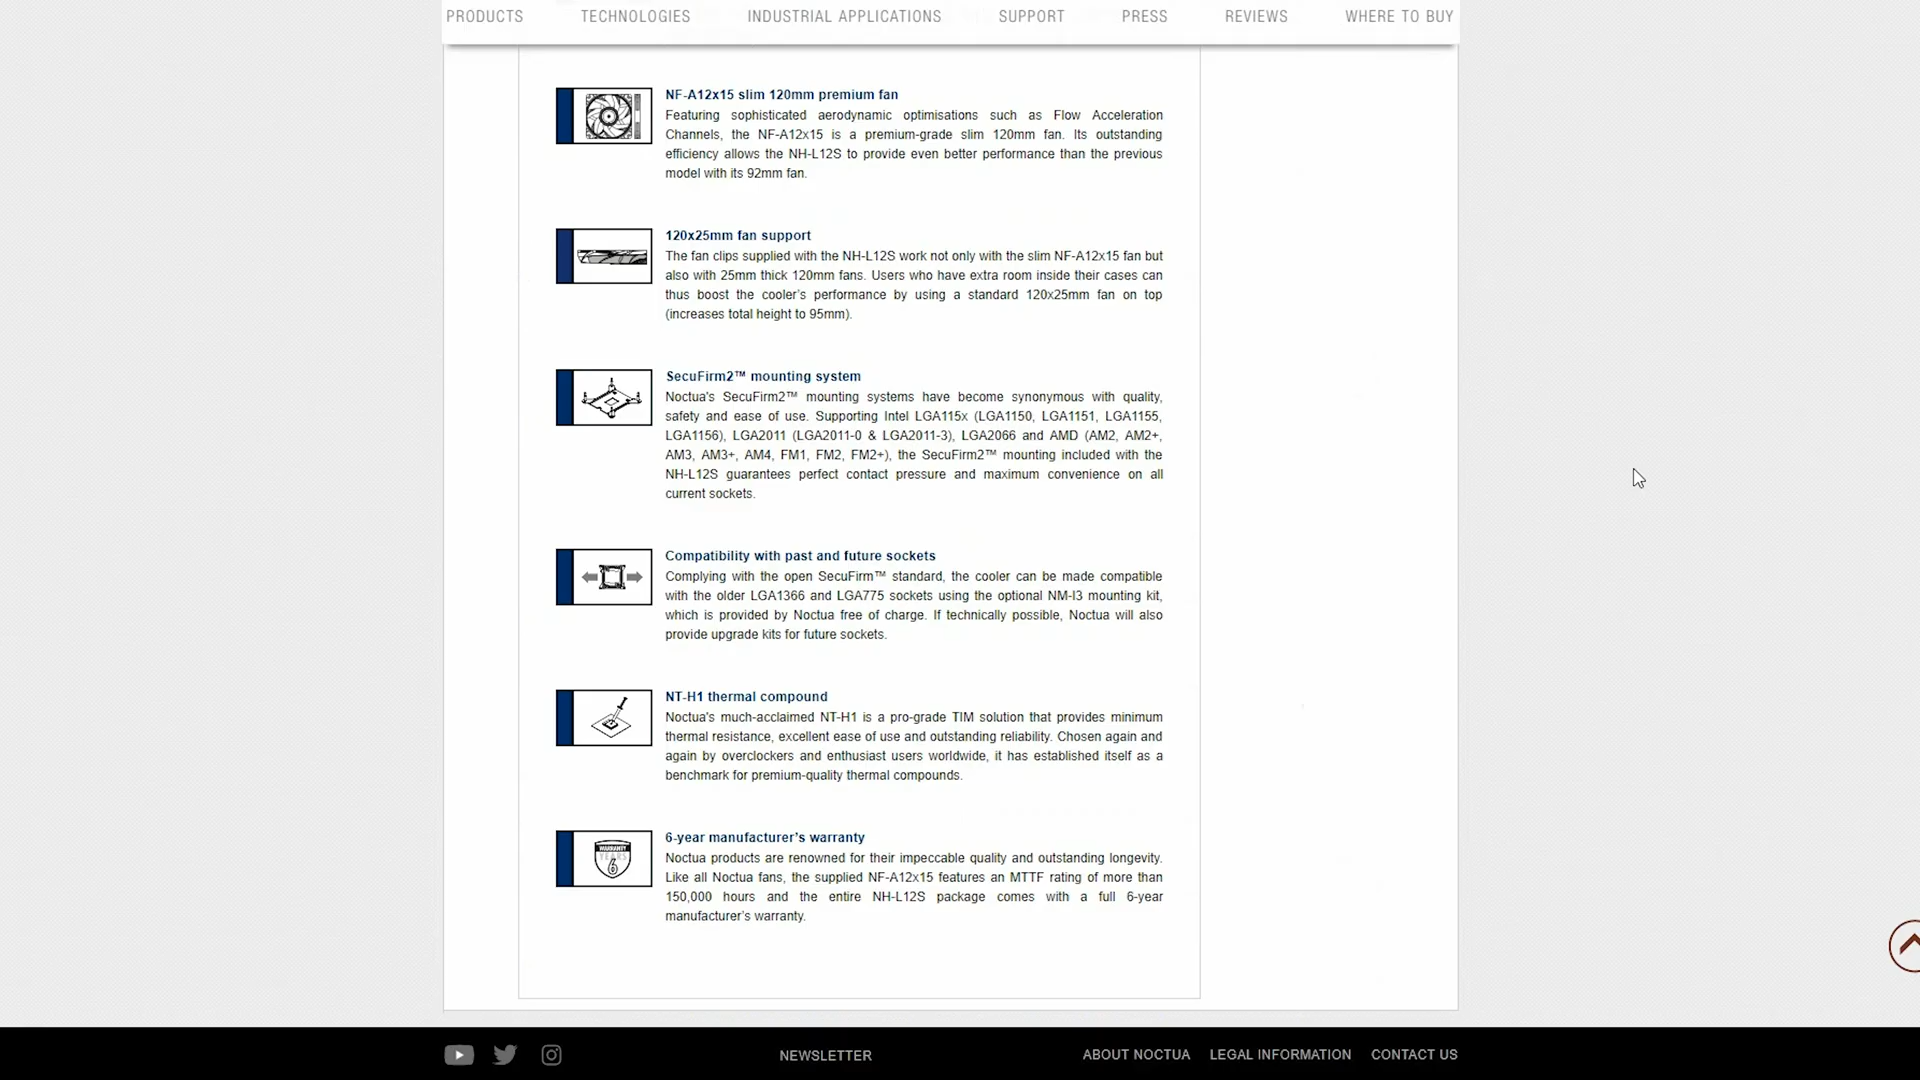 PRODUCTS TECHNOLOGIES INDUSTRIAL APPLICATIONS SUPPORT PRESS REVIEWS WHERE TO BUY
NF-A12x15 slim 120mm premium fan
Featuring sophisticated aerodynamic optimisations such as Flow Acceleration
Channels, the NF-A12x15 is a premium-grade slim 120mm fan. Its outstanding
efficiency allows the NH-L12S to provide even better performance than the previous
model with its 92mm fan.
120x25mm fan support
The fan clips supplied with the NH-L12S work not only with the slim NF-A12x15 fan but
also with 25mm thick 120mm fans. Users who have extra room inside their cases can
thus boost the cooler's performance by using a standard 120x25mm fan on top
(increases total height to 95mm).
SecuFirm2™ mounting system
Noctua's SecuFirm2™ mounting systems have become synonymous with quality,
safety and ease of use. Supporting Intel LGA115x (LGA1150, LGA1151, LGA1155,
LGA1156), LGA2011 (LGA2011-0 & LGA2011-3), LGA2066 and AMD (AM2, AM2+,
AM3, AM3+, AM4, FM1, FM2, FM2+), the SecuFirm2™ mounting included with the
NH-L12S guarantees perfect contact pressure and maximum convenience on all
current sockets.
Compatibility with past and future sockets
Complying with the open SecuFirm™ standard, the cooler can be made compatible
with the older LGA1366 and LGA775 sockets using the optional NM-I3 mounting kit,
which is provided by Noctua free of charge. If technically possible, Noctua will also
provide upgrade kits for future sockets.
NT-H1 thermal compound
Noctua's much-acclaimed NT-H1 is a pro-grade TIM solution that provides minimum
thermal resistance, excellent ease of use and outstanding reliability. Chosen again and
again by overclockers and enthusiast users worldwide, it has established itself as a
benchmark for premium-quality thermal compounds.
WARRANTY
YEARS
6
6-year manufacturer's warranty
Noctua products are renowned for their impeccable quality and outstanding longevity.
Like all Noctua fans, the supplied NF-A12x15 features an MTTF rating of more than
150,000 hours and the entire NH-L12S package comes with a full 6-year
manufacturer's warranty.
NEWSLETTER ABOUT NOCTUA LEGAL INFORMATION CONTACT US